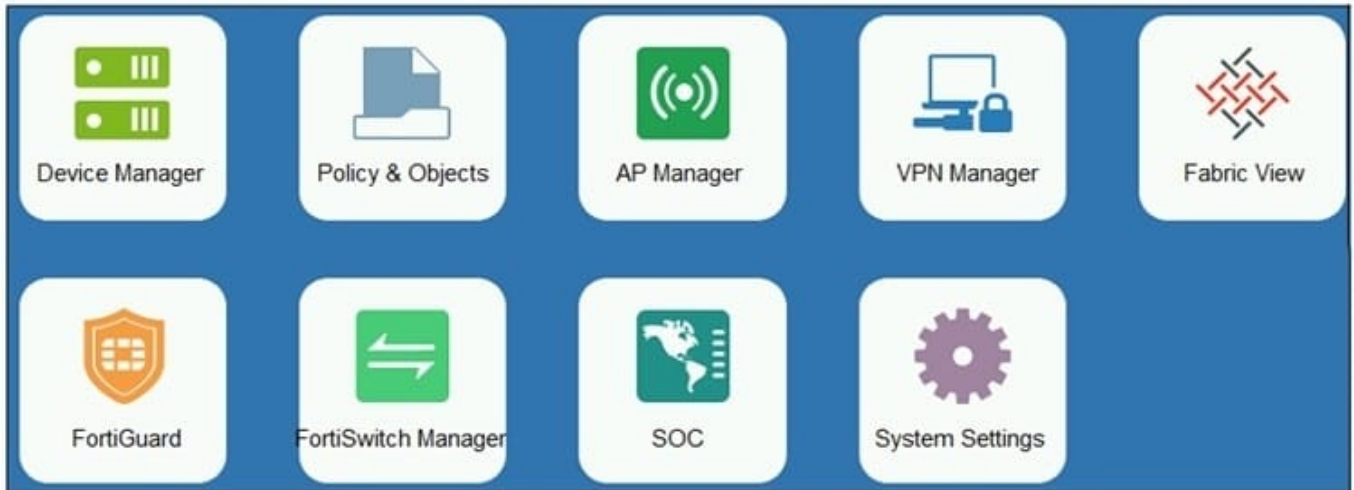 Device Manager
Policy & Objects
AP Manager
VPN Manager
Fabric View
FortiGuard
FortiSwitch Manager
SOC
System Settings